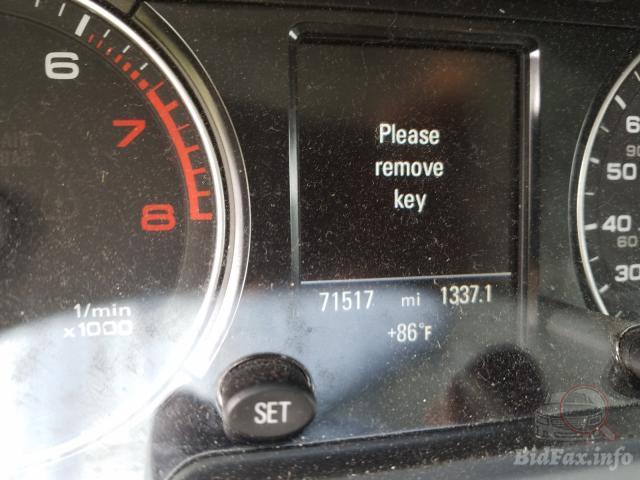 6
7
8
1/min
x1000
Please
remove
key
71517 mi 1337.1
+86°F
SET
60
90
50
40
60
30
BidFax.info